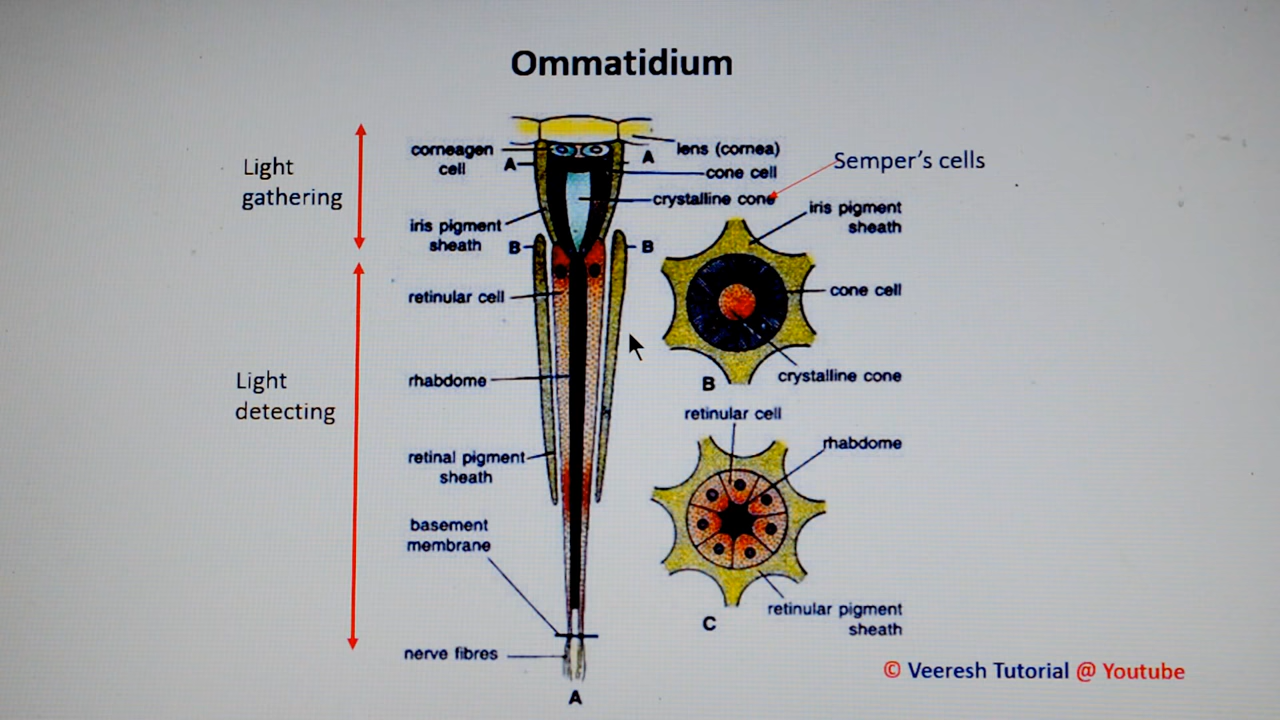 Ommatidium
Light
gathering
corneagen
cell
A
A
lens (cornea)
cone cell
Semper's cells
crystalline cone
iris pigment
sheath
B
B
iris pigment
sheath
retinular cell
cone cell
Light
detecting
rhabdome
B
crystalline cone
retinular cell
rhabdome
retinal pigment
sheath
basement
membrane
retinular pigment
sheath
C
nerve fibres
A
© Veeresh Tutorial @ Youtube